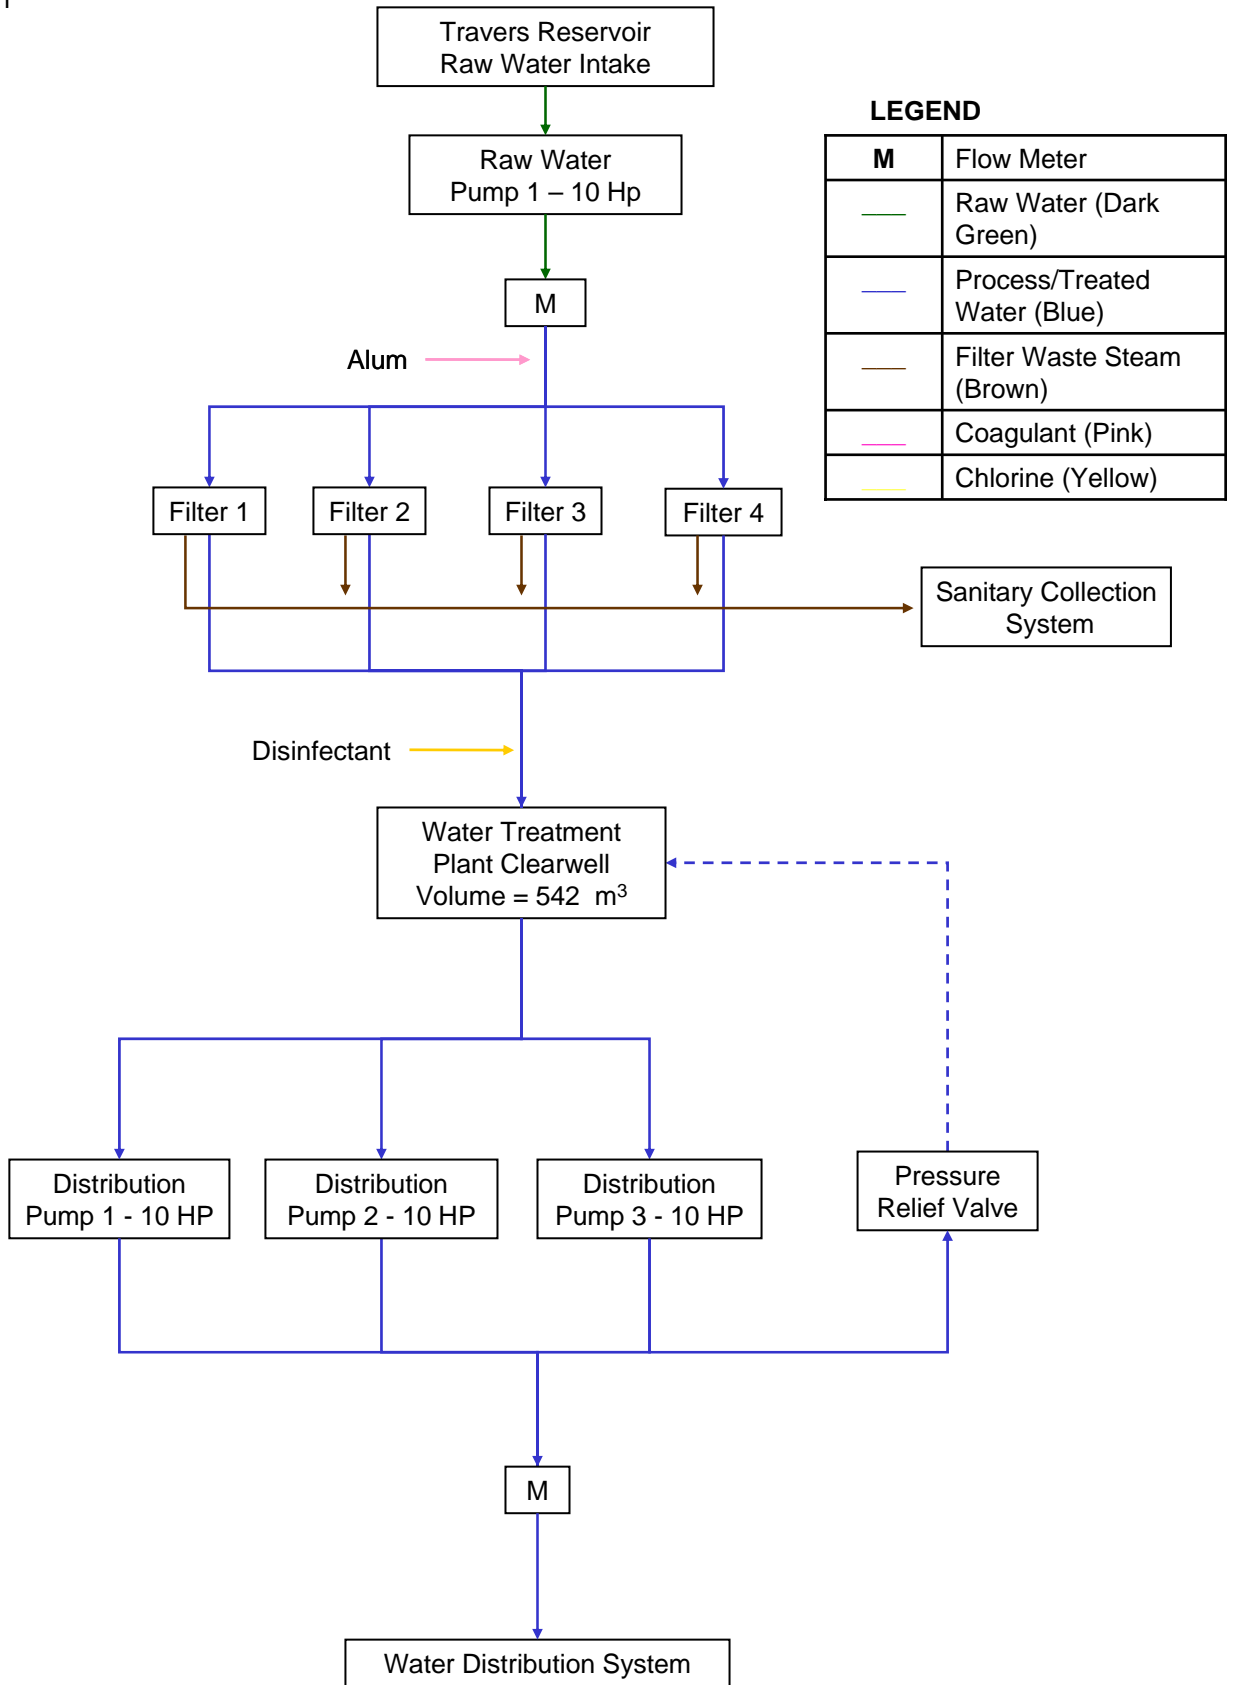 Travers Reservoir
Raw Water Intake
LEGEND
M Flow Meter
Raw Water (Dark
Green)
Process/Treated
Water (Blue)
Filter Waste Steam
(Brown)
Coagulant (Pink)
Chlorine (Yellow)
Raw Water
Pump 1 – 10 Hp
M
Alum
Filter 1
Filter 2
Filter 3
Filter 4
Sanitary Collection
System
Disinfectant
Water Treatment
Plant Clearwell
Volume = 542 m³
Distribution
Pump 1 - 10 HP
Distribution
Pump 2 - 10 HP
Distribution
Pump 3 - 10 HP
Pressure
Relief Valve
M
Water Distribution System